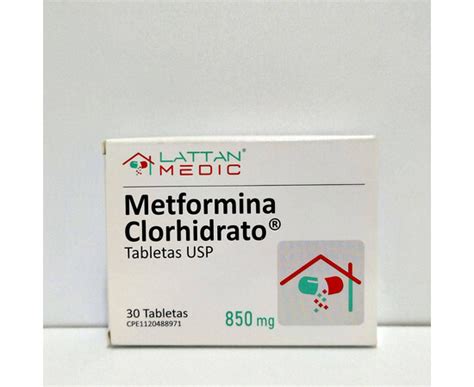 LATTAN®
MEDIC
Metformina
Clorhidrato®
Tabletas USP
30 Tabletas
CPE1120488971
850 mg